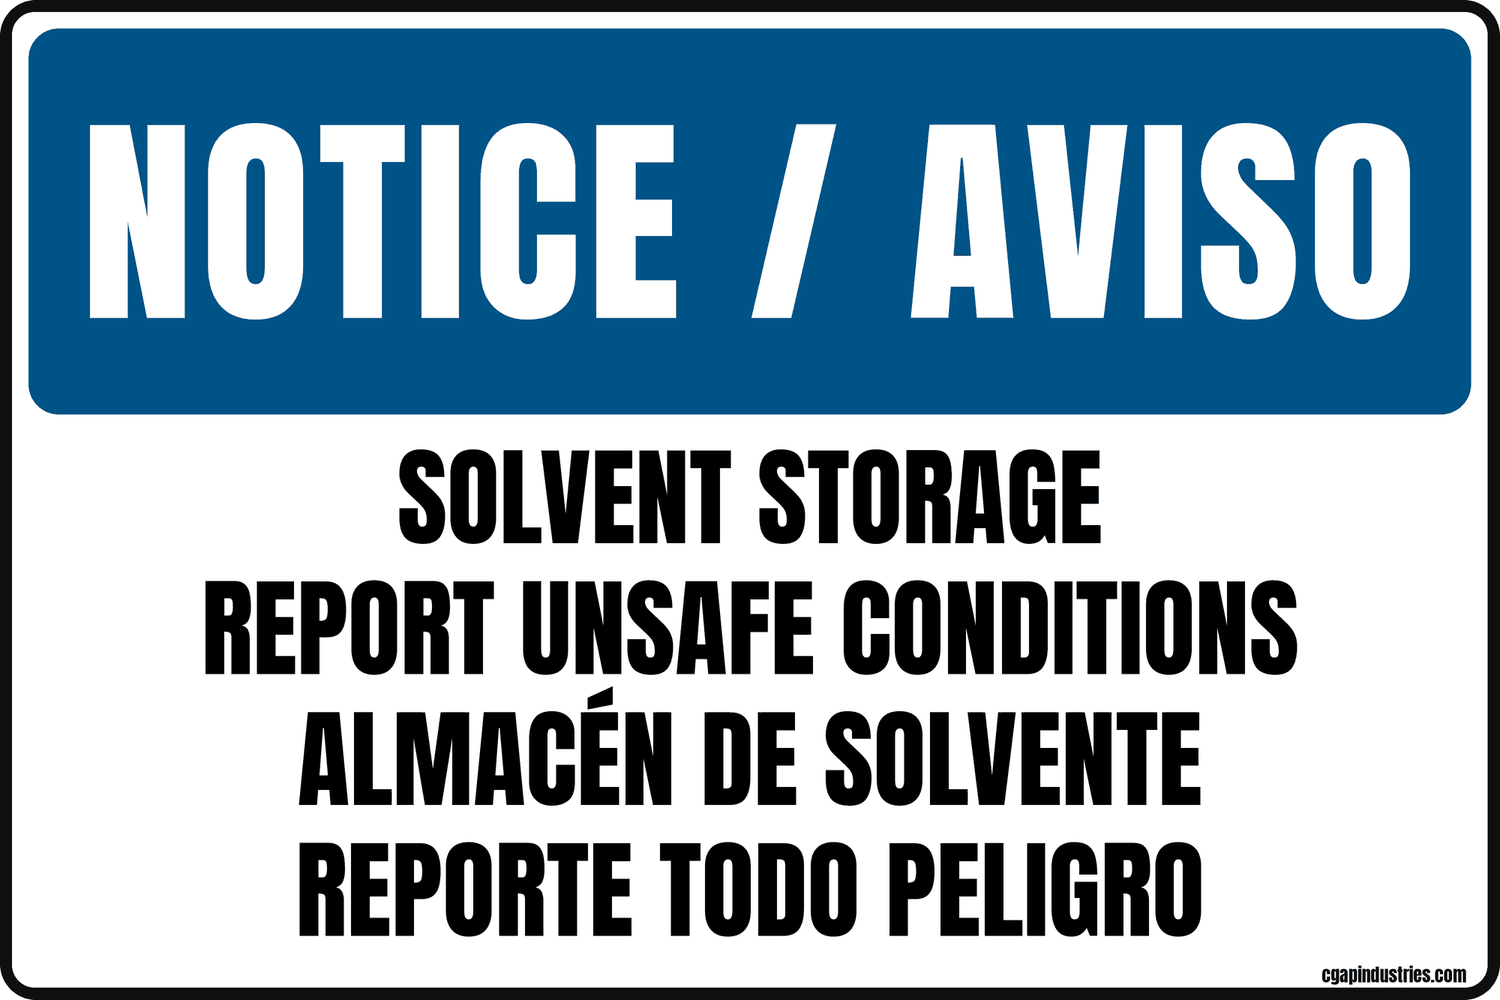 NOTICE / AVISO
SOLVENT STORAGE
REPORT UNSAFE CONDITIONS
ALMACÉN DE SOLVENTE
REPORTE TODO PELIGRO
cgapindustries.com